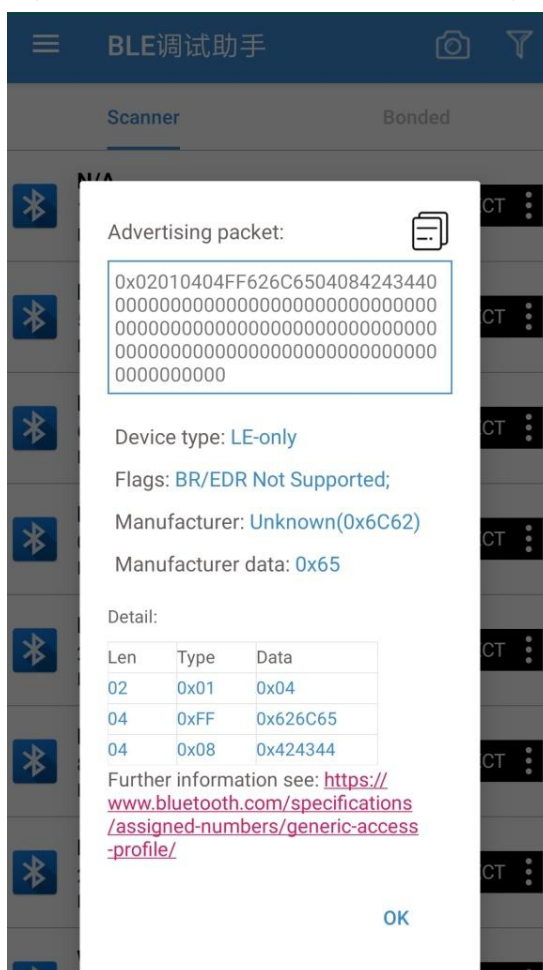 BLE调试助手
Scanner
Bonded
N/A
CT
Advertising packet:
0x02010404FF626C6504084243440
000000000000000000000000000000
000000000000000000000000000000
000000000000000000000000000000
0000000000
CT
CT
Device type: LE-only
Flags: BR/EDR Not Supported;
Manufacturer: Unknown(0x6C62)
CT
Manufacturer data: 0x65
Detail:
CT
Len Type Data
02 0x01 0x04
04 0xFF 0x626C65
04 0x08 0x424344
CT
Further information see: https://
www.bluetooth.com/specifications
/assigned-numbers/generic-access
-profile/
CT
OK